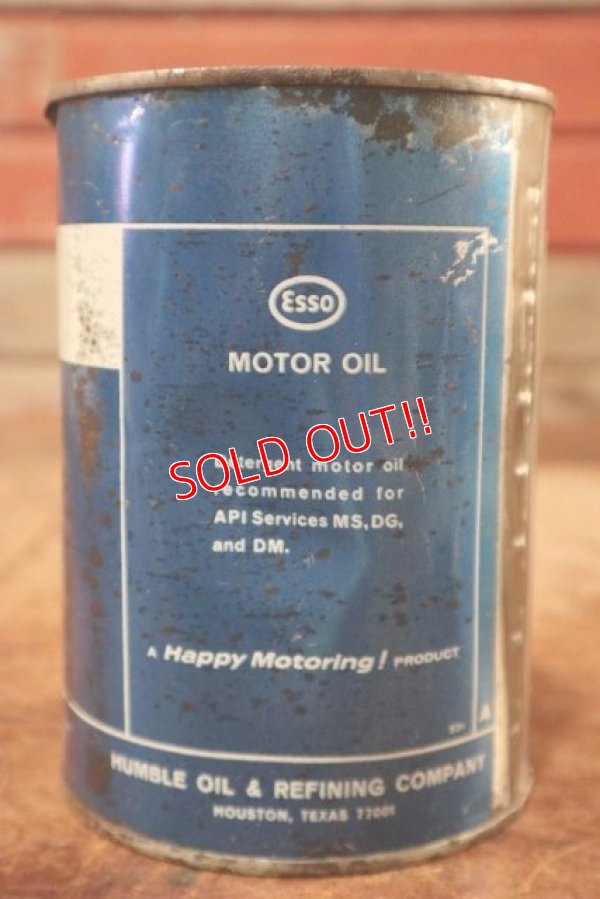 Esso
MOTOR OIL
SOLD OUT!!
Detergent motor oil
recommended for
API Services MS, DG,
and DM.
A Happy Motoring! PRODUCT
A
HUMBLE OIL & REFINING COMPANY
HOUSTON, TEXAS 77001